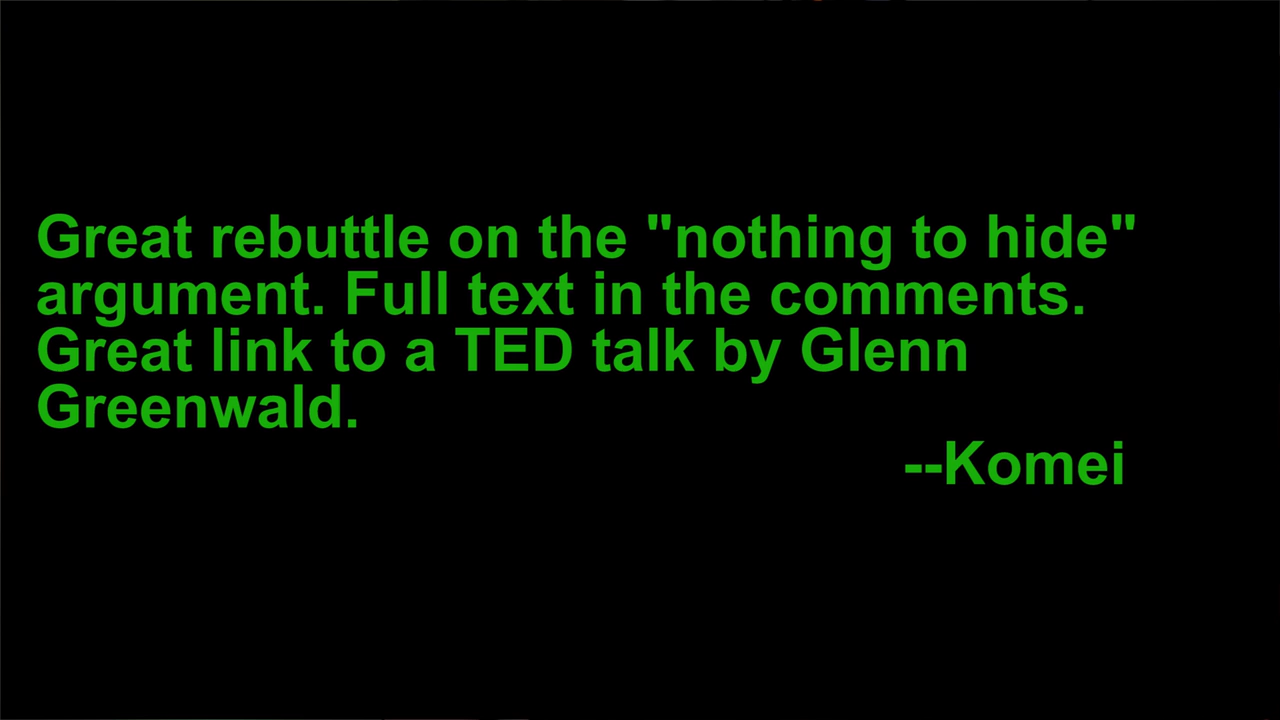 Great rebuttle on the "nothing to hide"
argument. Full text in the comments.
Great link to a TED talk by Glenn
Greenwald.
--Komei